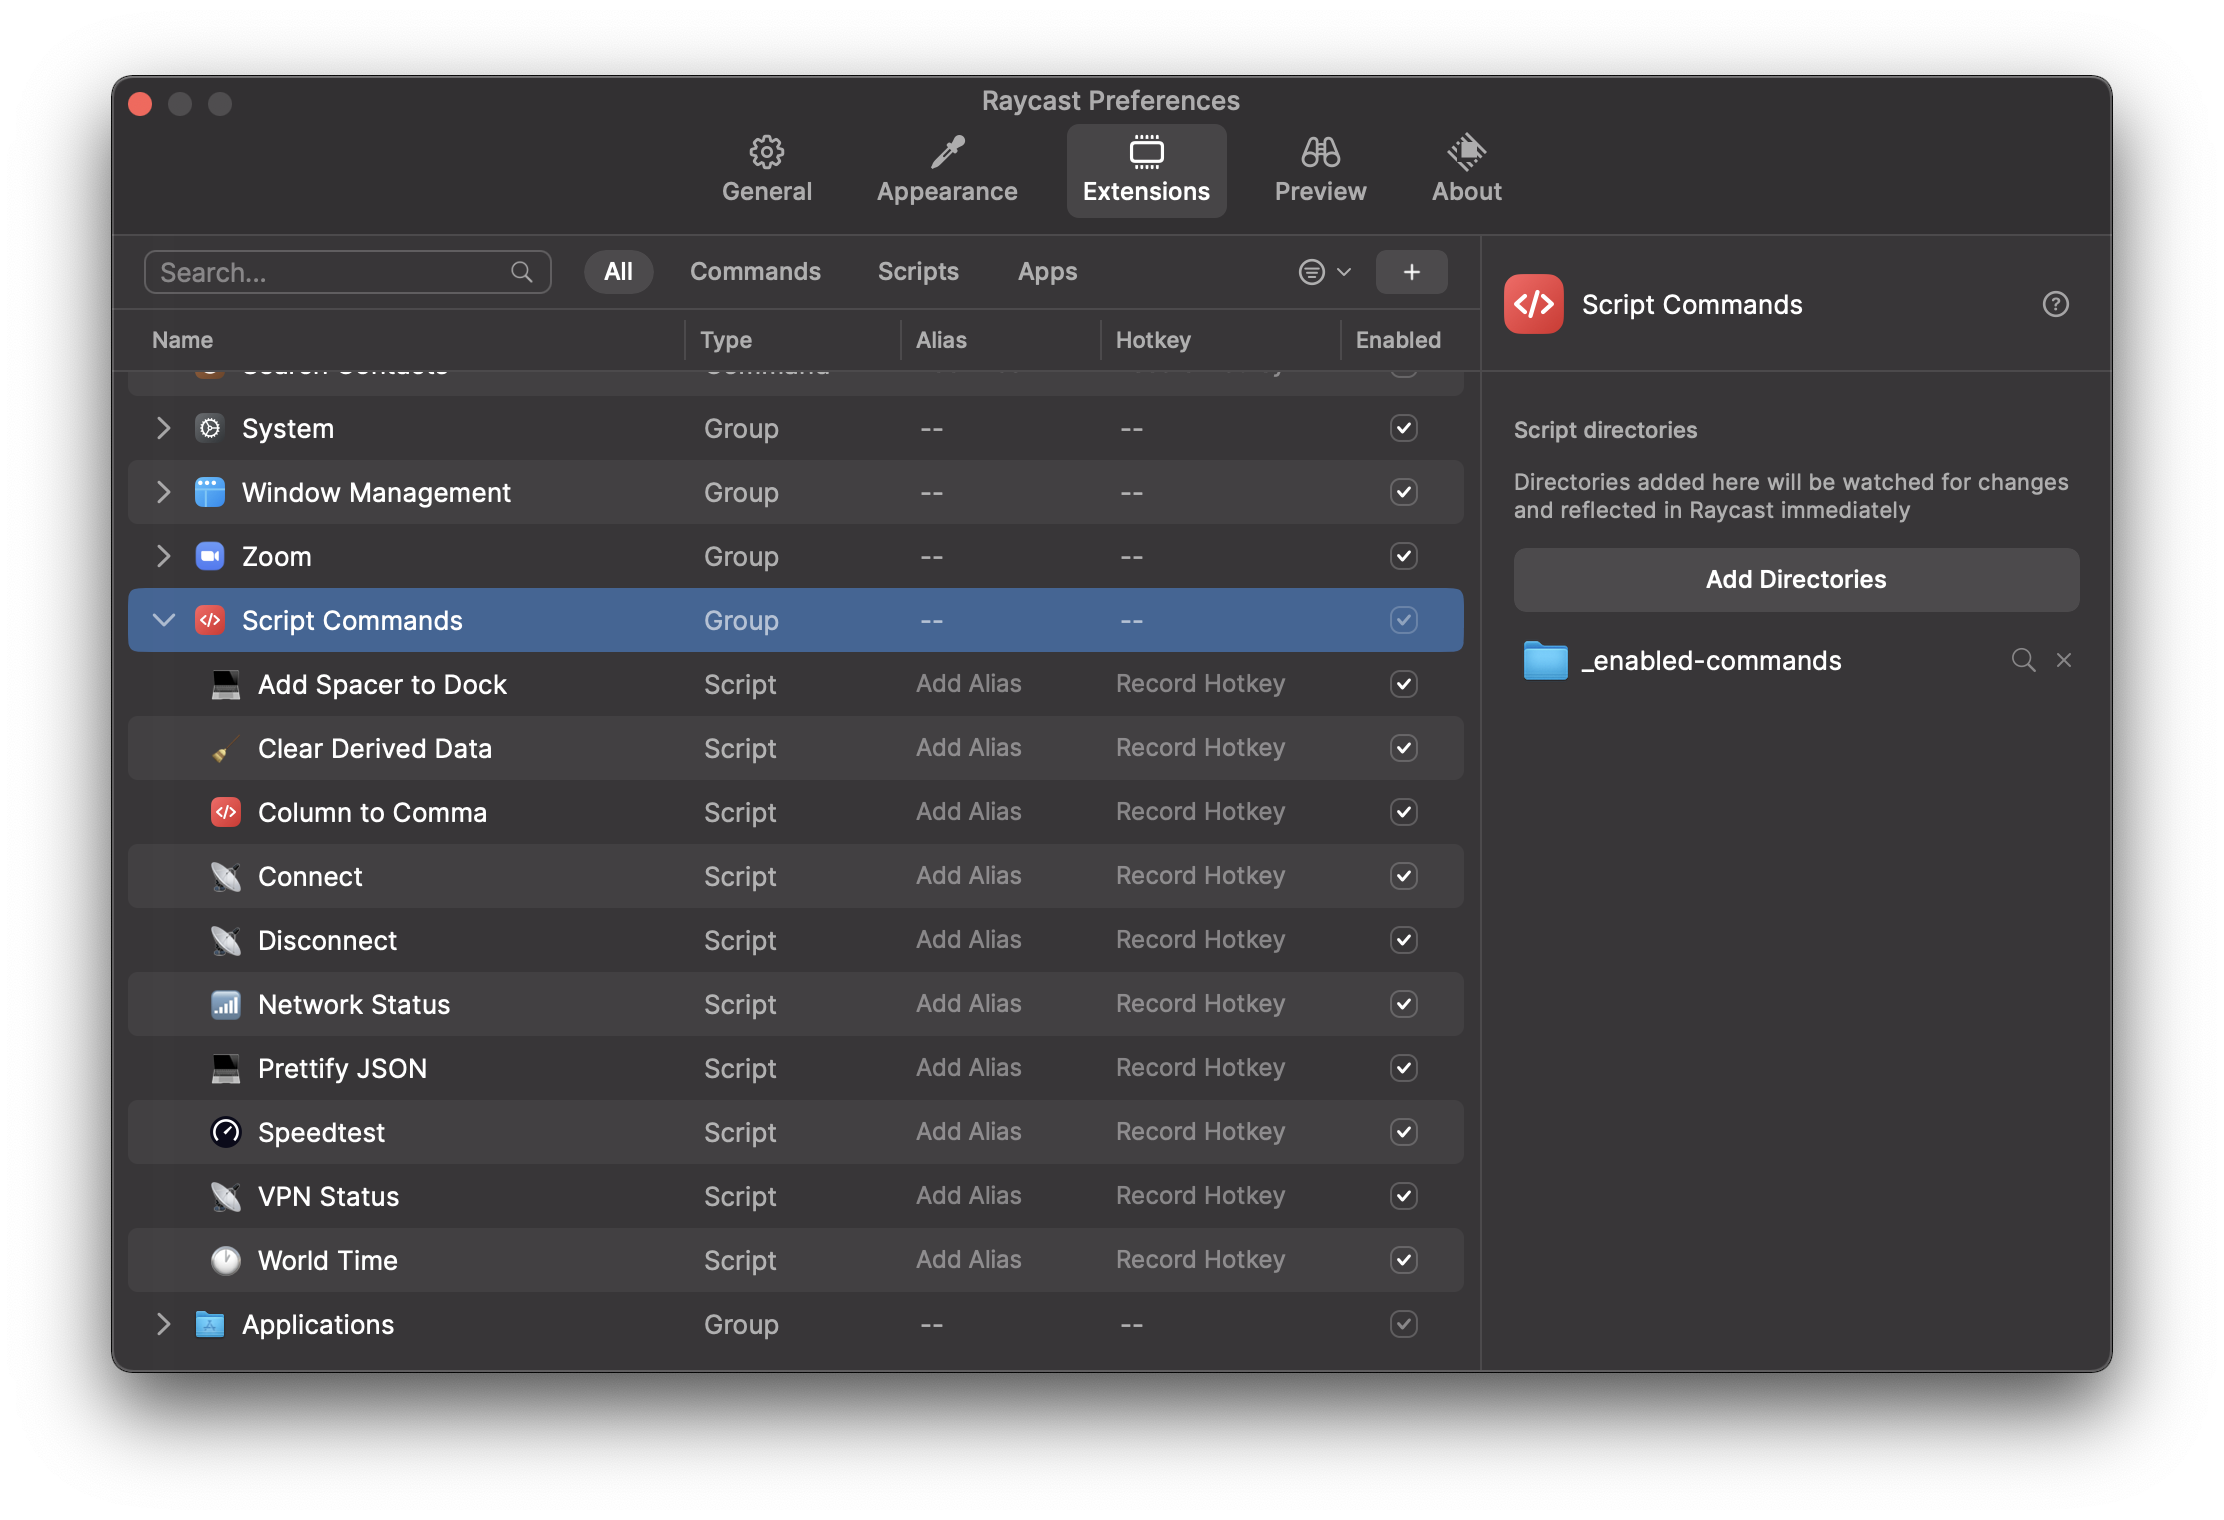 Raycast Preferences
General Appearance Extensions Preview About
Search... All Commands Scripts Apps +
Script Commands
Name Type Alias Hotkey Enabled
Search Contacts Command
System Group -- --
Window Management Group -- --
Zoom Group -- --
Script Commands Group -- --
Add Spacer to Dock Script Add Alias Record Hotkey
Clear Derived Data Script Add Alias Record Hotkey
Column to Comma Script Add Alias Record Hotkey
Connect Script Add Alias Record Hotkey
Disconnect Script Add Alias Record Hotkey
Network Status Script Add Alias Record Hotkey
Prettify JSON Script Add Alias Record Hotkey
Speedtest Script Add Alias Record Hotkey
VPN Status Script Add Alias Record Hotkey
World Time Script Add Alias Record Hotkey
Applications Group -- --
Script directories
Directories added here will be watched for changes
and reflected in Raycast immediately
Add Directories
_enabled-commands